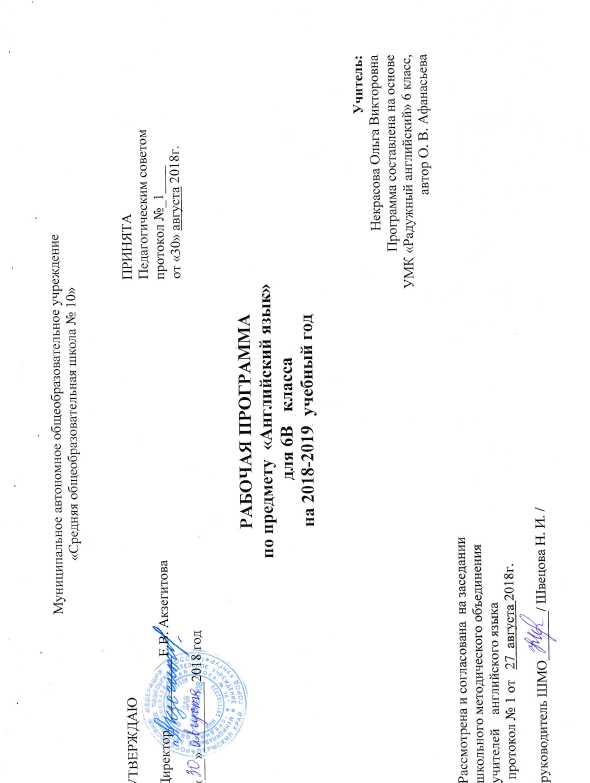 Муниципальное автономное общеобразовательное учреждение
«Средняя общеобразовательная школа № 10»
УТВЕРЖДАЮ
Директор Е.В. Акзегитова
«30» августа 2018 год
ПРИНЯТА
Педагогическим советом
протокол №_1____
от «30» августа 2018г.
РАБОЧАЯ ПРОГРАММА
по предмету «Английский язык»
для 6В класса
на 2018-2019 учебный год
Учитель:
Некрасова Ольга Викторовна
Программа составлена на основе
УМК «Радужный английский» 6 класс,
автор О. В. Афанасьева
Рассмотрена и согласована на заседании
школьного методического объединения
учителей английского языка
протокол № 1 от 27 августа 2018г.
руководитель ШМО________/ Швецова Н. И. /